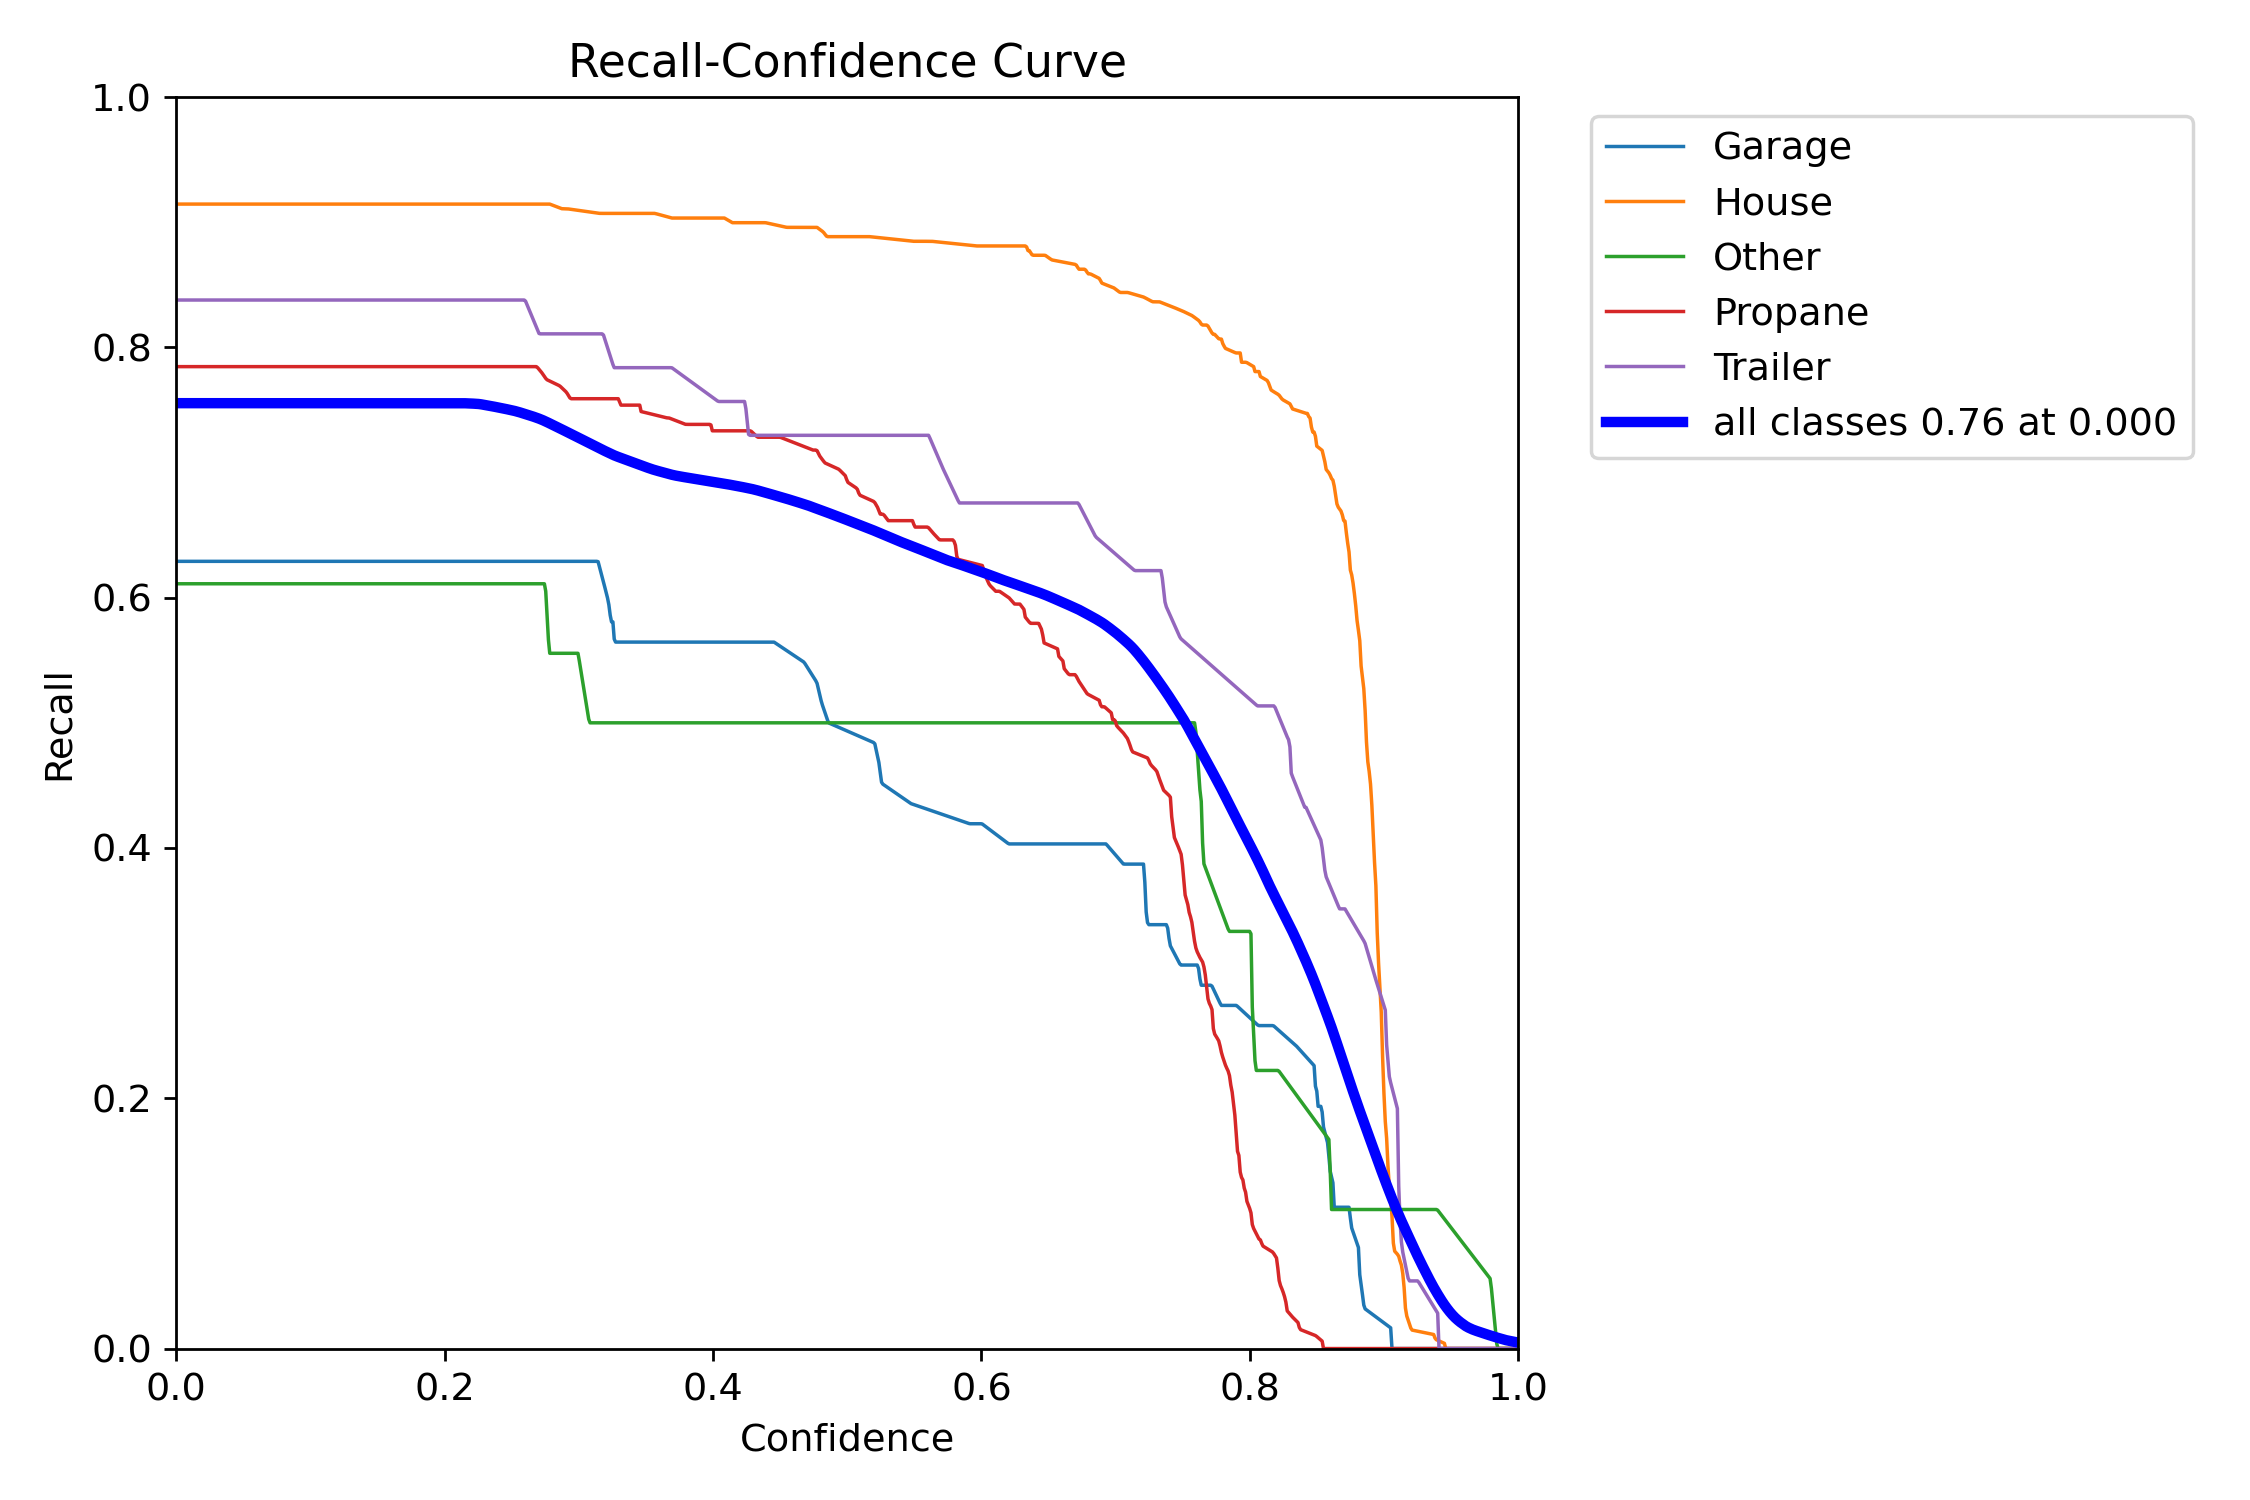 Recall-Confidence Curve
1.0
0.8
0.6
0.4
0.2
0.0
Recall
0.0 0.2 0.4 0.6 0.8 1.0
Confidence
Garage
House
Other
Propane
Trailer
all classes 0.76 at 0.000